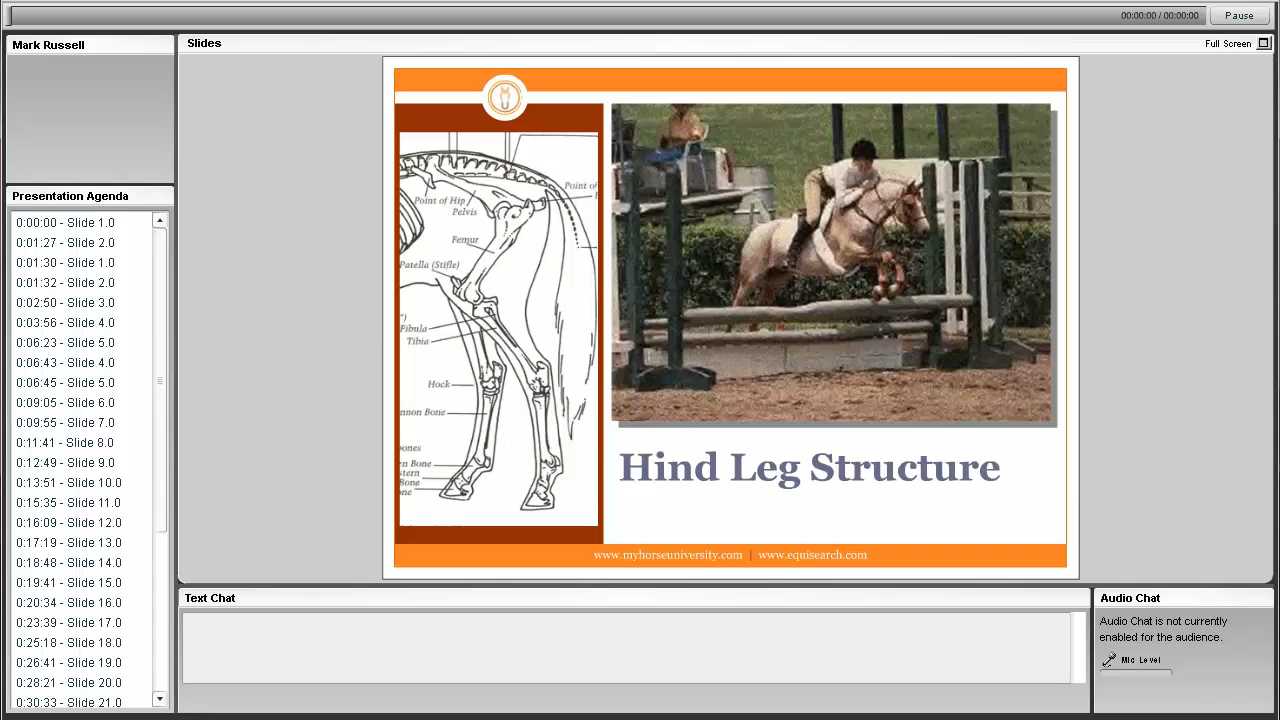 00:00:00 / 00:00:00
Pause
Mark Russell
Slides
Full Screen
Presentation Agenda
0:00:00 - Slide 1.0
0:01:27 - Slide 2.0
0:01:30 - Slide 1.0
0:01:32 - Slide 2.0
0:02:50 - Slide 3.0
0:03:56 - Slide 4.0
0:06:23 - Slide 5.0
0:06:43 - Slide 4.0
0:06:45 - Slide 5.0
0:09:05 - Slide 6.0
0:09:55 - Slide 7.0
0:11:41 - Slide 8.0
0:12:49 - Slide 9.0
0:13:51 - Slide 10.0
0:15:35 - Slide 11.0
0:16:09 - Slide 12.0
0:17:19 - Slide 13.0
0:18:48 - Slide 14.0
0:19:41 - Slide 15.0
0:20:34 - Slide 16.0
0:23:39 - Slide 17.0
0:25:18 - Slide 18.0
0:26:41 - Slide 19.0
0:28:21 - Slide 20.0
0:30:33 - Slide 21.0
Point of
Point of Hip
Pelvis
Femur
Patella (Stifle)
Fibula
Tibia
Hock
nnon Bone
bones
en Bone
stern
Bone
one
Hind Leg Structure
www.myhorseuniversity.com | www.equisearch.com
Text Chat
Audio Chat
Audio Chat is not currently
enabled for the audience.
Mic Level